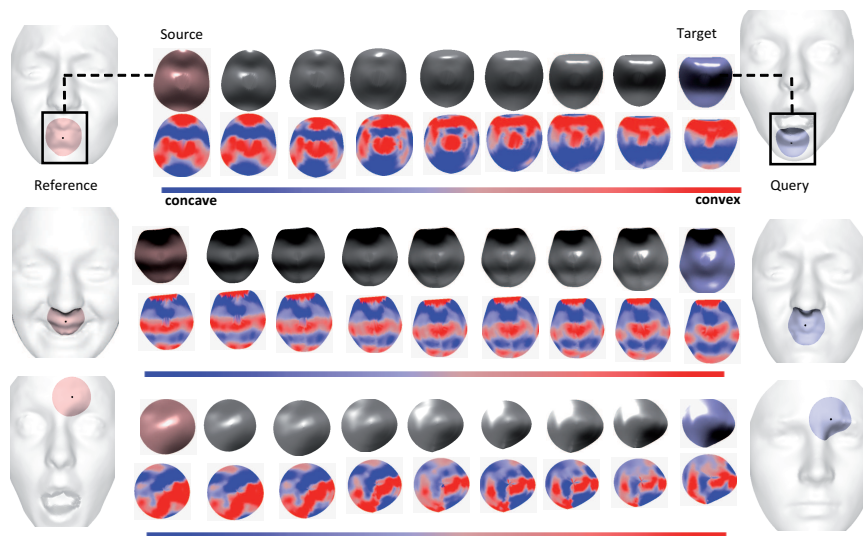 Source
Target
Reference
Query
concave
convex